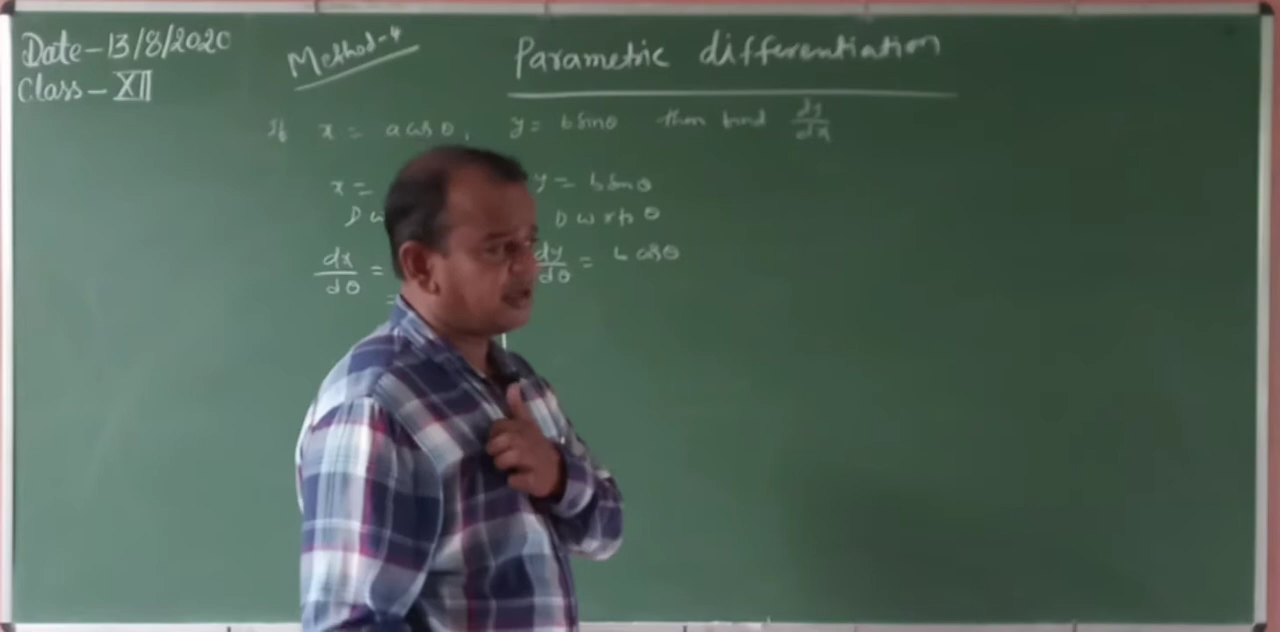 Date - 13/8/2020
Class - XII
Method-4
Parametric differentiation
If x = a cos θ, y = b sin θ then find dy/dx
x =
D w
dx/dθ =
=
y = b sin θ
D w r to θ
dy/dθ = b cos θ